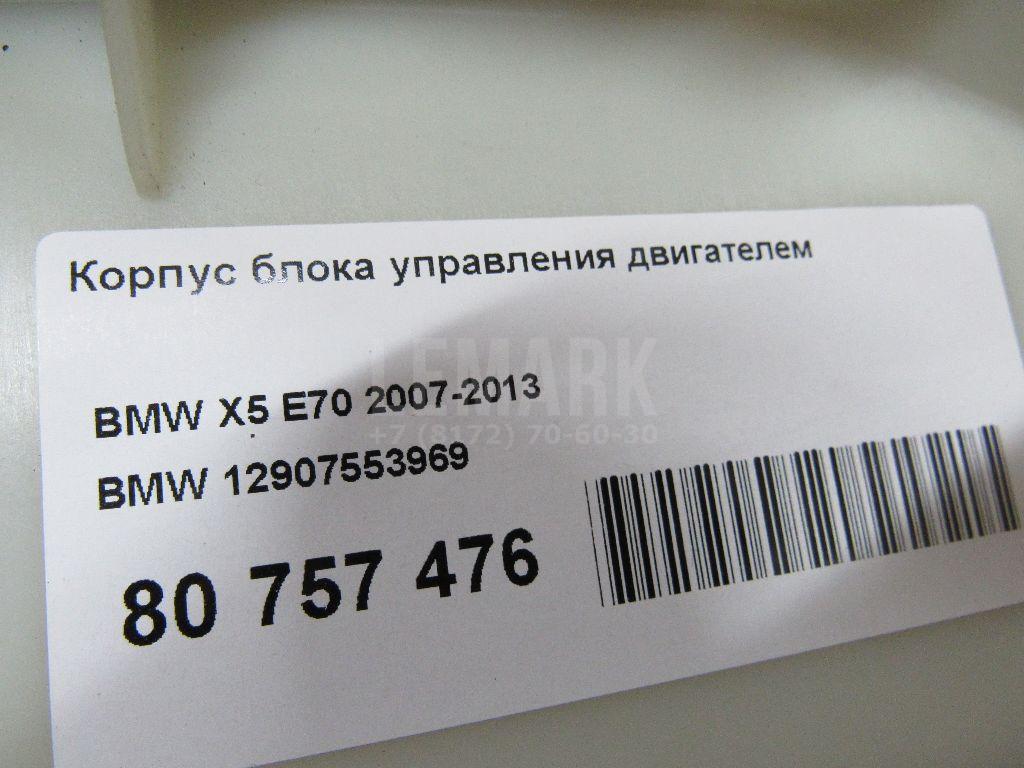 Корпус блока управления двигателем
LEMARK
BMW X5 E70 2007-2013
+7 (8172) 70-60-30
BMW 12907553969
80 757 476